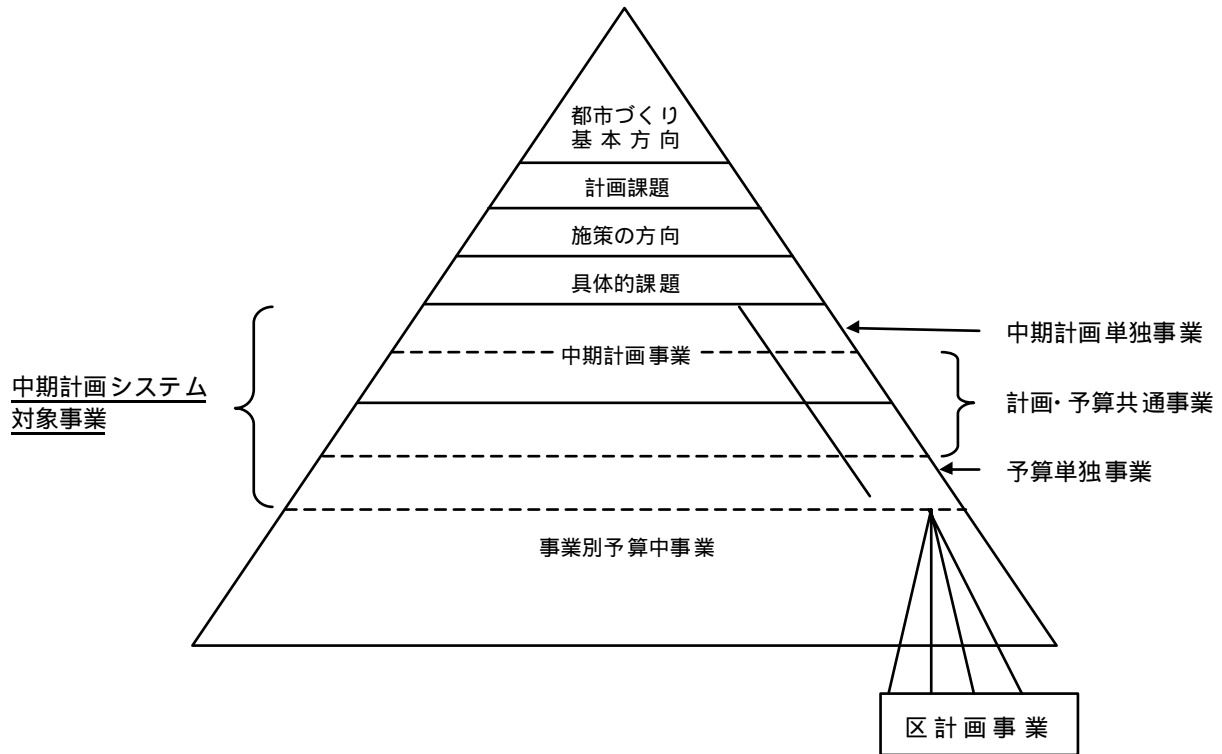 都市づくり
基本方向
計画課題
施策の方向
具体的課題
中期計画単独事業
中期計画事業
中期計画システム
対象事業
計画・予算共通事業
予算単独事業
事業別予算中事業
区計画事業